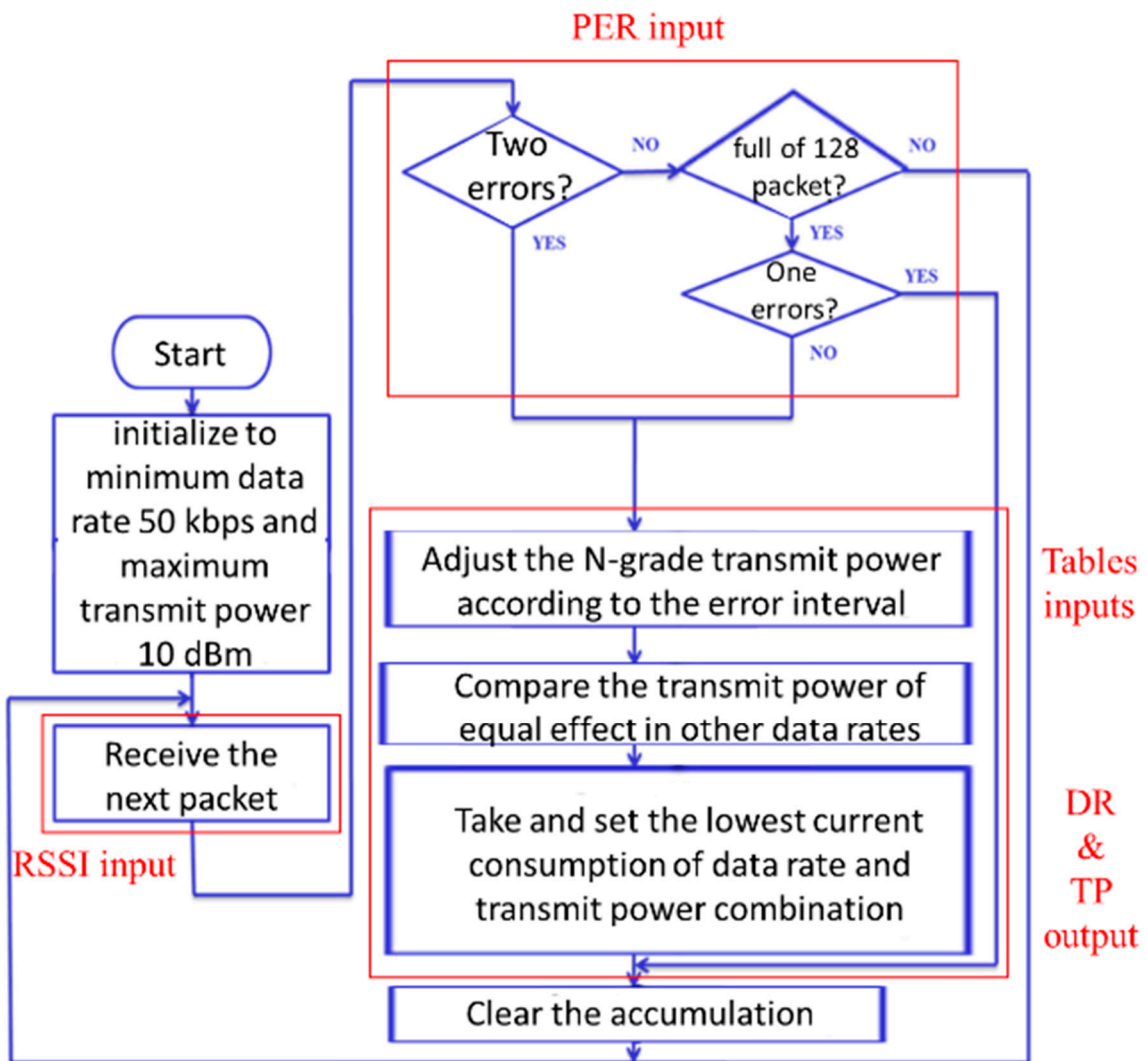 PER input
Two
errors?
NO
full of 128
packet?
NO
YES
YES
One
errors?
YES
NO
Start
initialize to
minimum data
rate 50 kbps and
maximum
transmit power
10 dBm
Receive the
next packet
RSSI input
Adjust the N-grade transmit power
according to the error interval
Tables
inputs
Compare the transmit power of
equal effect in other data rates
Take and set the lowest current
consumption of data rate and
transmit power combination
DR
&
TP
output
Clear the accumulation